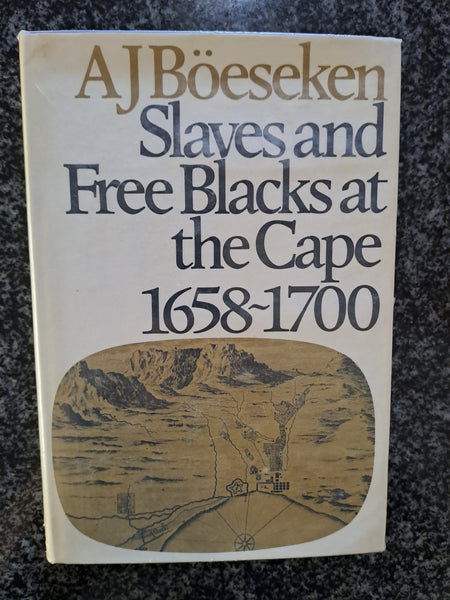 A J Böeseken
Slaves and
Free Blacks at
the Cape
1658~1700